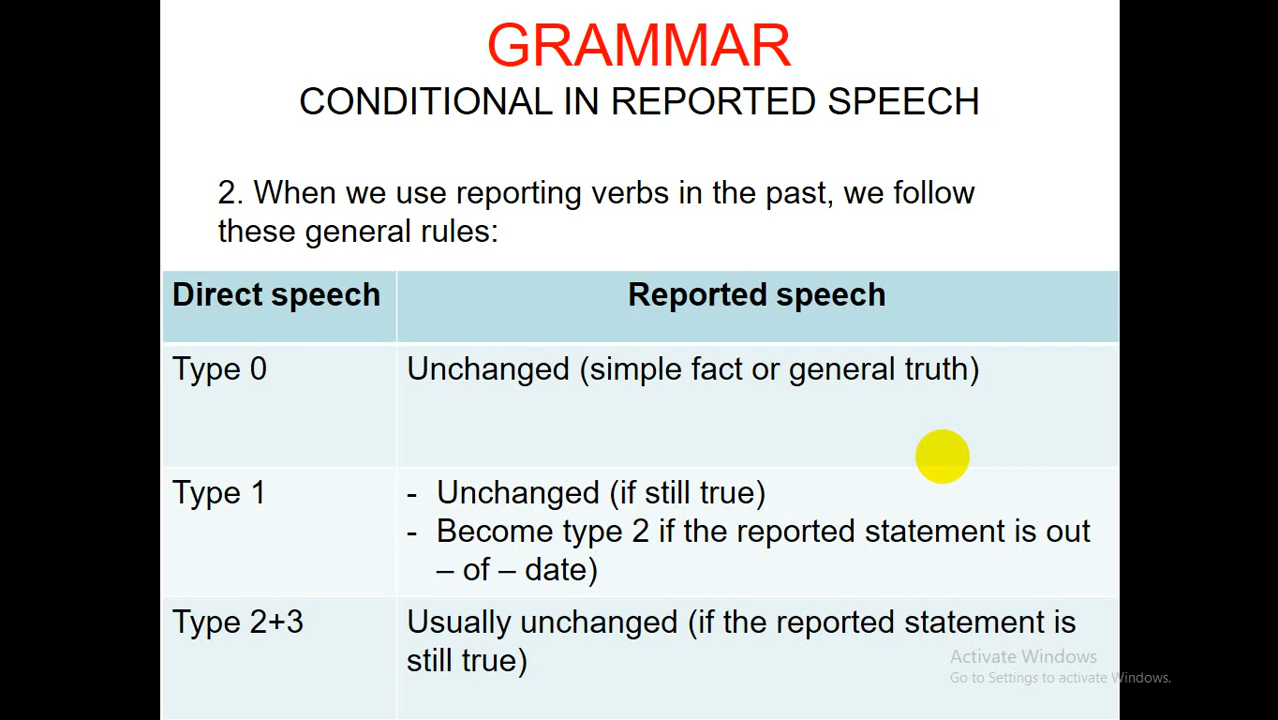 GRAMMAR
CONDITIONAL IN REPORTED SPEECH
2. When we use reporting verbs in the past, we follow
these general rules:
Direct speech
Reported speech
Type 0
Unchanged (simple fact or general truth)
Type 1
- Unchanged (if still true)
- Become type 2 if the reported statement is out
– of – date)
Type 2+3
Usually unchanged (if the reported statement is
still true)
Activate Windows
Go to Settings to activate Windows.